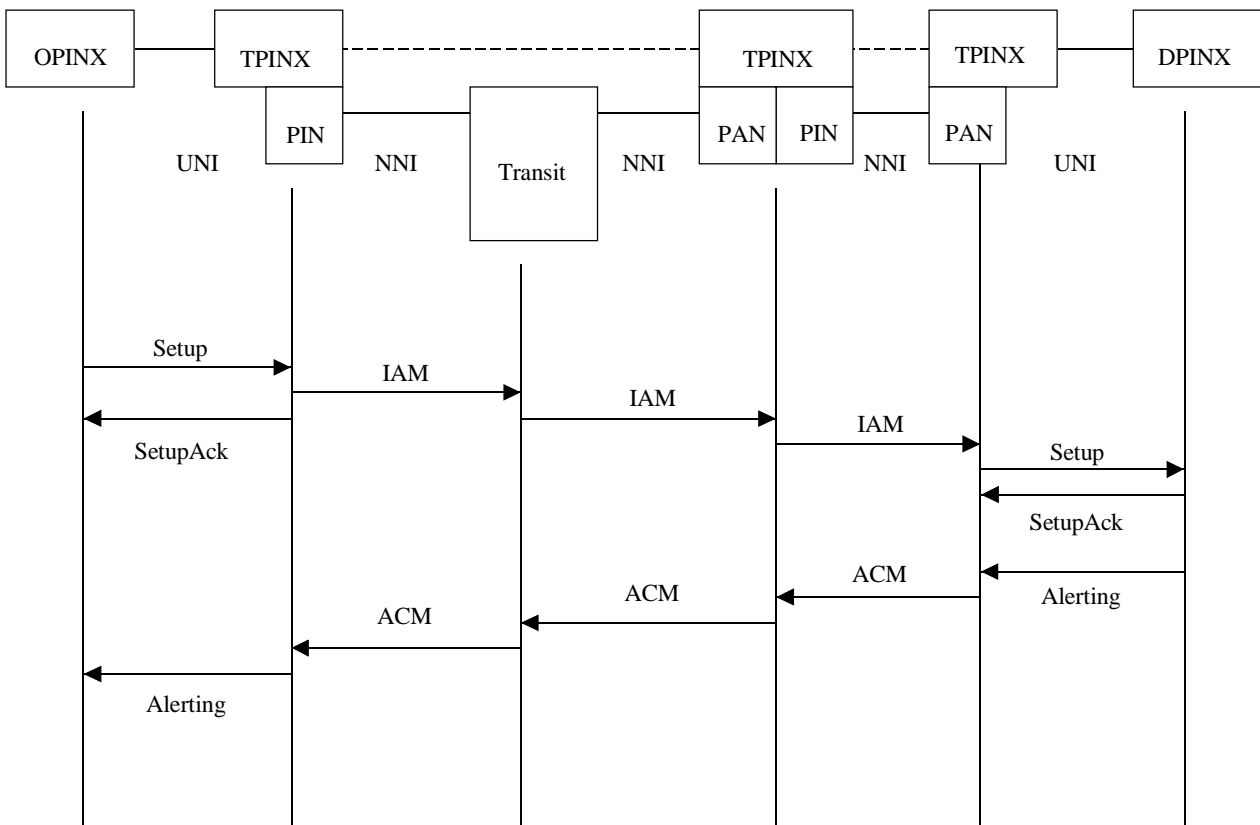 OPINX
TPINX
TPINX
TPINX
DPINX
PIN
PAN
PIN
PAN
UNI
NNI
Transit
NNI
NNI
UNI
Setup
IAM
IAM
IAM
SetupAck
Setup
SetupAck
ACM
ACM
ACM
Alerting
Alerting